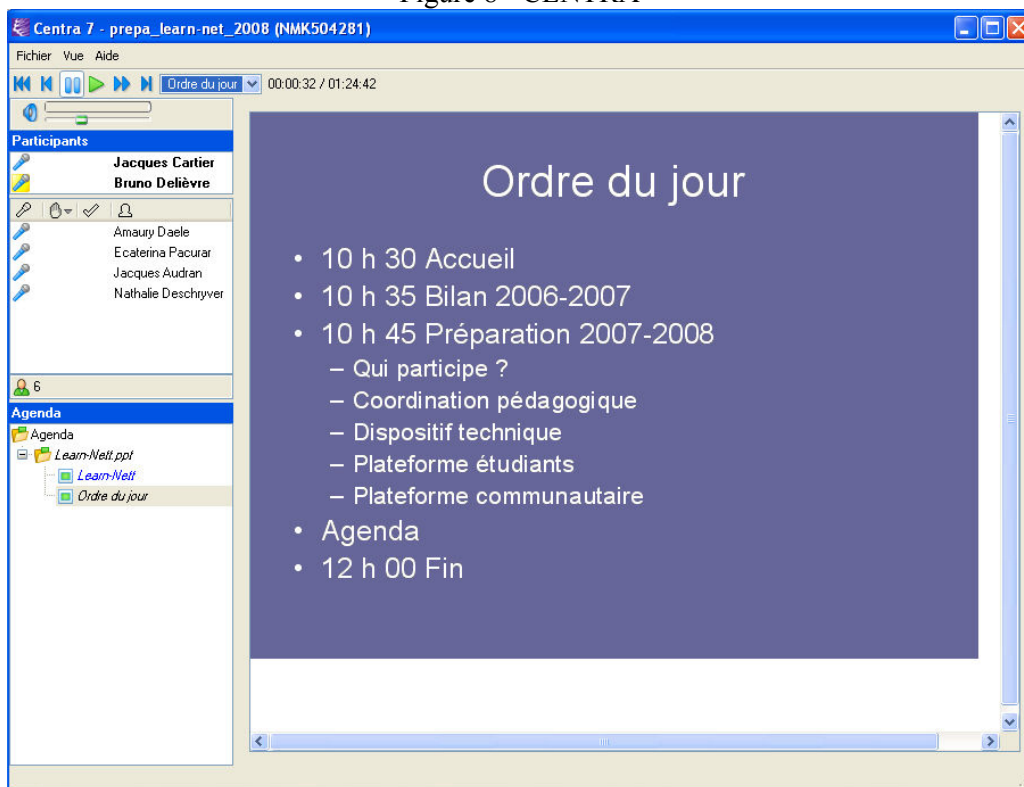 Figure 8 - CENTRA
Centra 7 - prepa_learn-net_2008 (NMK504281)
Fichier Vue Aide
Ordre du jour 00:00:32 / 01:24:42
Participants
Jacques Cartier
Bruno Delièvre
Amaury Daele
Ecaterina Pacurar
Jacques Audran
Nathalie Deschryver
6
Agenda
Agenda
Learn-Nett.ppt
Learn-Nett
Ordre du jour
Ordre du jour
• 10 h 30 Accueil
• 10 h 35 Bilan 2006-2007
• 10 h 45 Préparation 2007-2008
– Qui participe ?
– Coordination pédagogique
– Dispositif technique
– Plateforme étudiants
– Plateforme communautaire
• Agenda
• 12 h 00 Fin